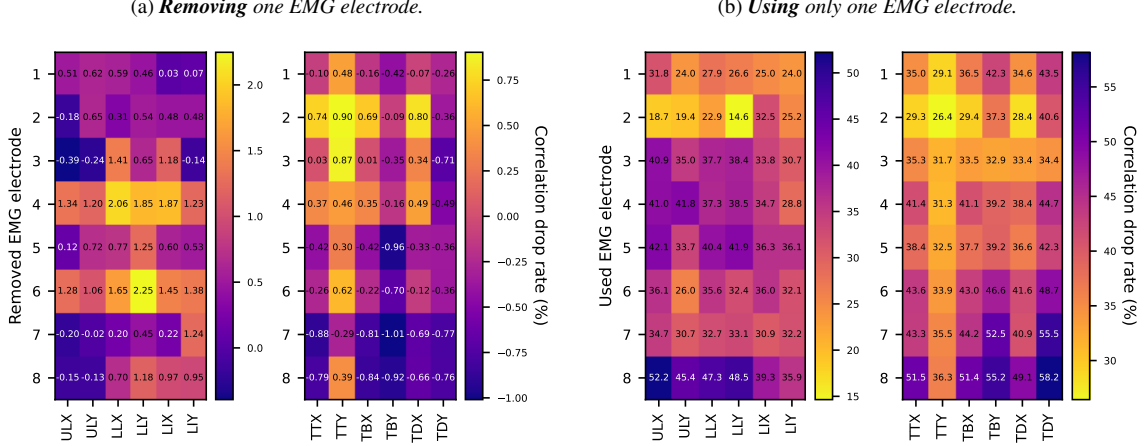 (a) Removing one EMG electrode.
(b) Using only one EMG electrode.
Removed EMG electrode
1 0.51 0.62 0.59 0.46 0.03 0.07
2 -0.18 0.65 0.31 0.54 0.48 0.48
3 -0.39 -0.24 1.41 0.65 1.18 -0.14
4 1.34 1.20 2.06 1.85 1.87 1.23
5 0.12 0.72 0.77 1.25 0.60 0.53
6 1.28 1.06 1.65 2.25 1.45 1.38
7 -0.20 -0.02 0.20 0.45 0.22 1.24
8 -0.15 -0.13 0.70 1.18 0.97 0.95
ULX ULY LLX LLY LIX LIY
2.0
1.5
1.0
0.5
0.0
-0.10 0.48 -0.16 -0.42 -0.07 -0.26
0.74 0.90 0.69 -0.09 0.80 -0.36
0.03 0.87 0.01 -0.35 0.34 -0.71
0.37 0.46 0.35 -0.16 0.49 -0.49
-0.42 0.30 -0.42 -0.96 -0.33 -0.36
-0.26 0.62 -0.22 -0.70 -0.12 -0.36
-0.88 -0.29 -0.81 -1.01 -0.69 -0.77
-0.79 0.39 -0.84 -0.92 -0.66 -0.76
TTX TTY TBX TBY TDX TDY
0.75
0.50
0.25
0.00
−0.25
−0.50
−0.75
−1.00
Correlation drop rate (%)
Used EMG electrode
1 31.8 24.0 27.9 26.6 25.0 24.0
2 18.7 19.4 22.9 14.6 32.5 25.2
3 40.9 35.0 37.7 38.4 33.8 30.7
4 41.0 41.8 37.3 38.5 34.7 28.8
5 42.1 33.7 40.4 41.9 36.3 36.1
6 36.1 26.0 35.6 32.4 37.1 32.1
7 34.7 30.7 32.7 33.1 30.9 32.2
8 52.2 45.4 47.3 48.5 39.3 35.9
ULX ULY LLX LLY LIX LIY
50
45
40
35
30
25
20
15
1 35.0 29.1 36.5 42.3 34.6 43.5
2 29.3 26.4 29.4 37.3 28.4 40.6
3 35.3 31.7 33.5 32.9 33.4 34.4
4 41.4 31.3 41.1 39.2 38.4 44.7
5 38.4 32.5 37.7 39.2 36.6 42.3
6 43.6 33.9 43.0 46.6 41.6 48.7
7 43.3 35.5 44.2 52.5 40.9 55.5
8 51.5 36.3 51.4 55.2 49.1 58.2
TTX TTY TBX TBY TDX TDY
55
50
45
40
35
30
Correlation drop rate (%)